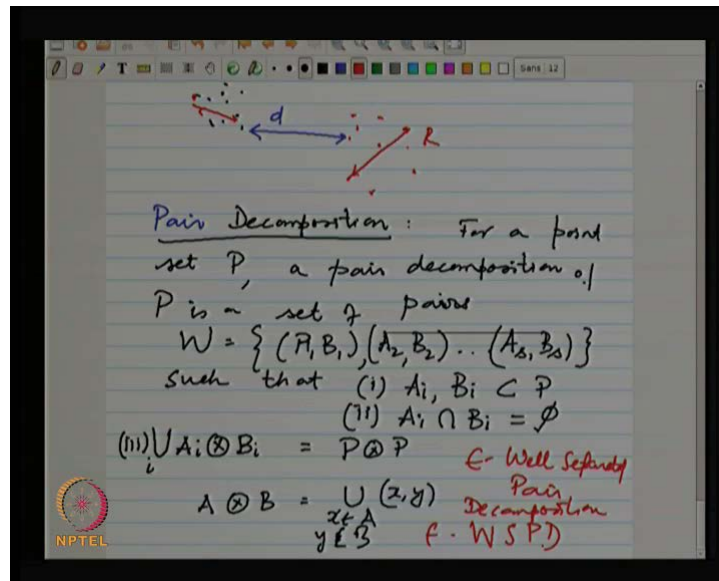 Sans 12
d
R
Pair Decomposition : For a point
set P, a pair decomposition of
P is a set of pairs
W = { (A, B₁), (A₂, B₂) .. (Aₛ, Bₛ) }
such that (i) Ai, Bi ⊂ P
(ii) Ai ∩ Bi = ∅
(iii) ∪ Ai ⊗ Bi = P ⊗ P
i
ϵ- Well Separated
Pair
Decomposition
A ⊗ B = ∪ (x,y)
x ∈ A
y ∈ B
ϵ - WSPD
NPTEL